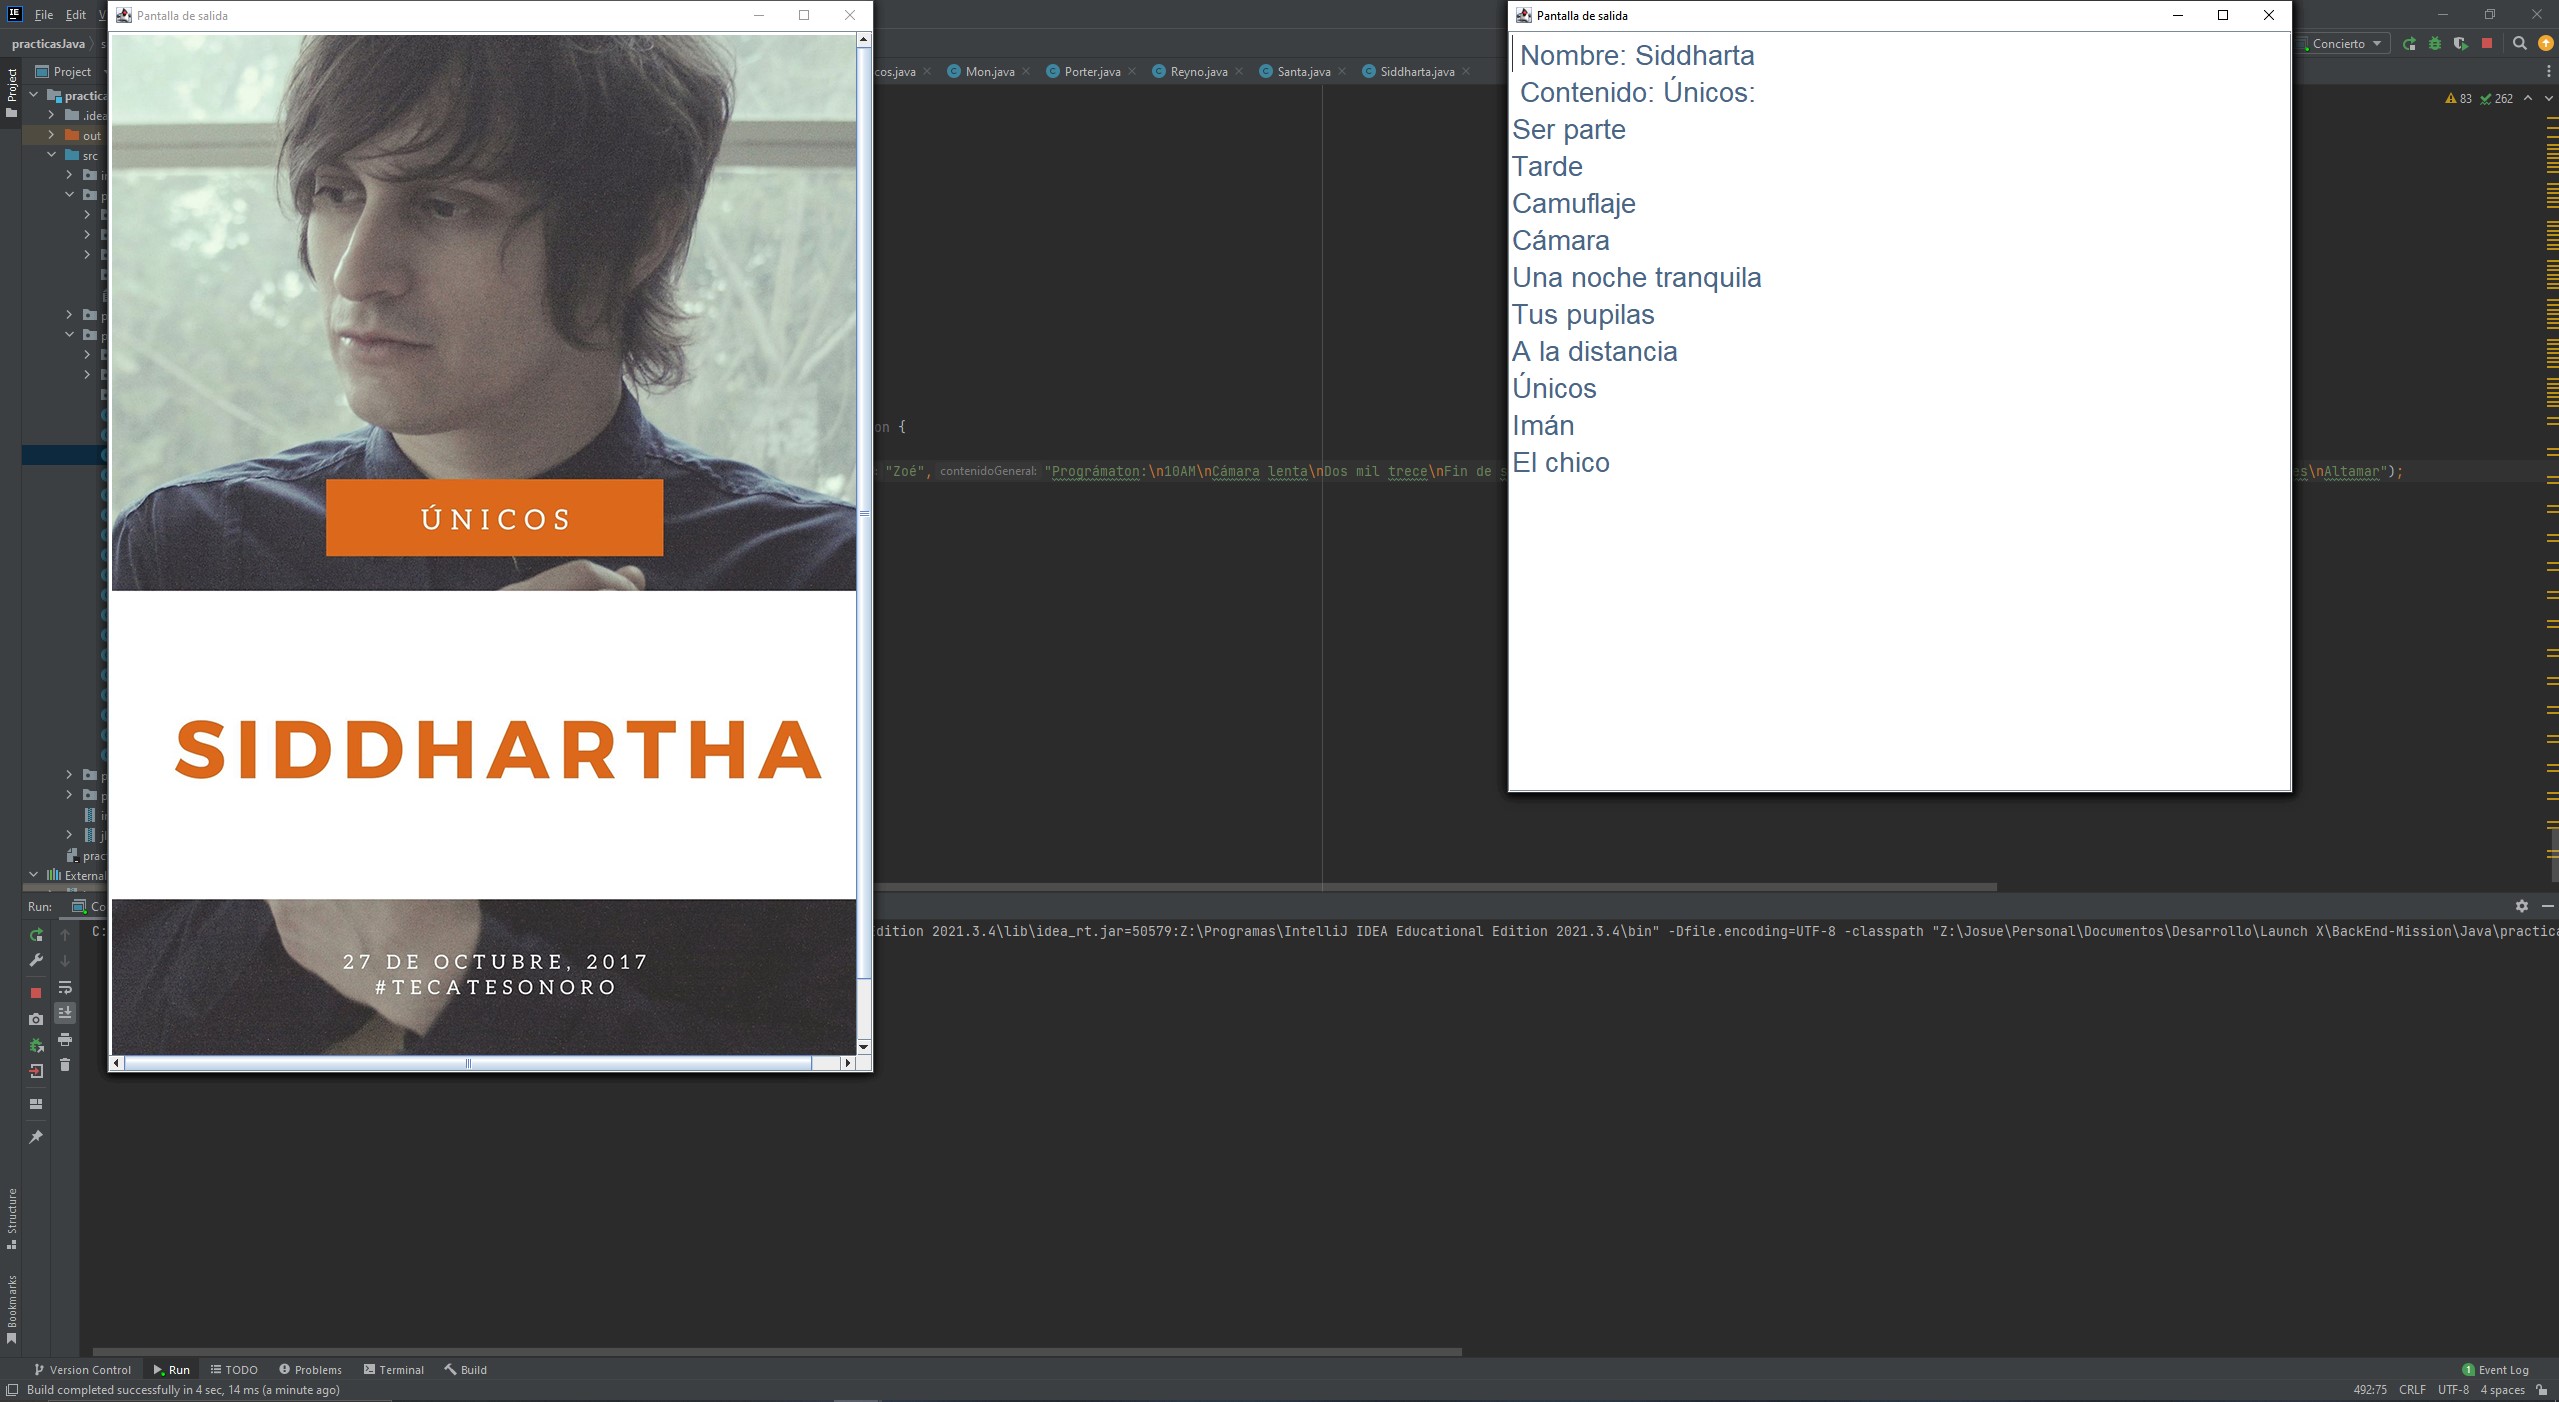 File Edit V
practicasJava s
Pantalla de salida
Pantalla de salida
Concierto
Project
Project
cos.java
Mon.java
Porter.java
Reyno.java
Santa.java
Siddharta.java
practica
83 262
.idea
out
src
ÚNICOS
SIDDHARTHA
27 DE OCTUBRE, 2017
#TECATESONORO
Nombre: Siddharta
Contenido: Únicos:
Ser parte
Tarde
Camuflaje
Cámara
Una noche tranquila
Tus pupilas
A la distancia
Únicos
Imán
El chico
on {
"Zoé", contenidoGeneral: "Prográmaton:\n10AM\nCámara lenta\nDos mil trece\nFin de s
es\nAltamar");
prac
External
Run: Co
C: dition 2021.3.4\lib\idea_rt.jar=50579:Z:\Programas\IntelliJ IDEA Educational Edition 2021.3.4\bin" -Dfile.encoding=UTF-8 -classpath "Z:\Josue\Personal\Documentos\Desarrollo\Launch X\BackEnd-Mission\Java\practica
Structure
Bookmarks
Version Control Run TODO Problems Terminal Build
1 Event Log
Build completed successfully in 4 sec, 14 ms (a minute ago)
492:75 CRLF UTF-8 4 spaces